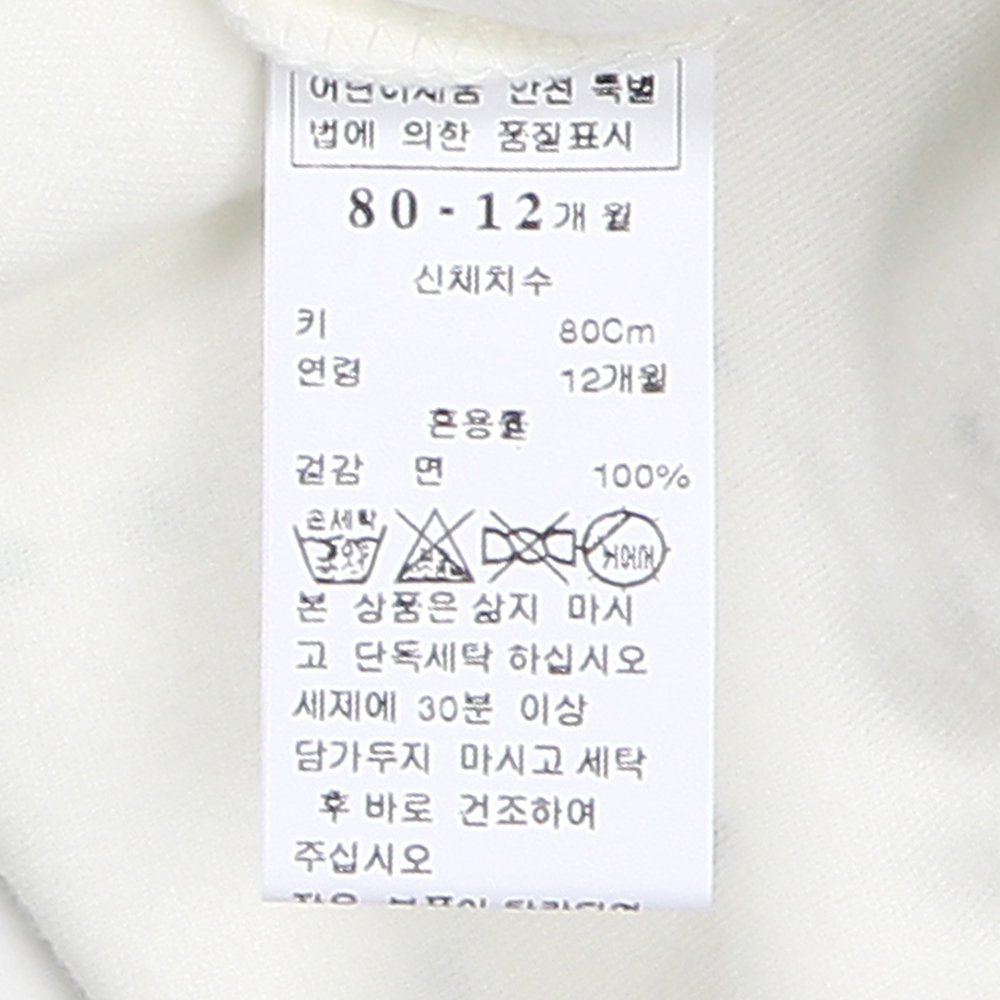 어린이제품 안전 특별
법에 의한 품질표시
80-12개월
신체치수
키 80Cm
연령 12개월
혼용률
겉감 면 100%
손세탁
본 상품은 삶지 마시
고 단독세탁 하십시오
세제에 30분 이상
담가두지 마시고 세탁
후 바로 건조하여
주십시오